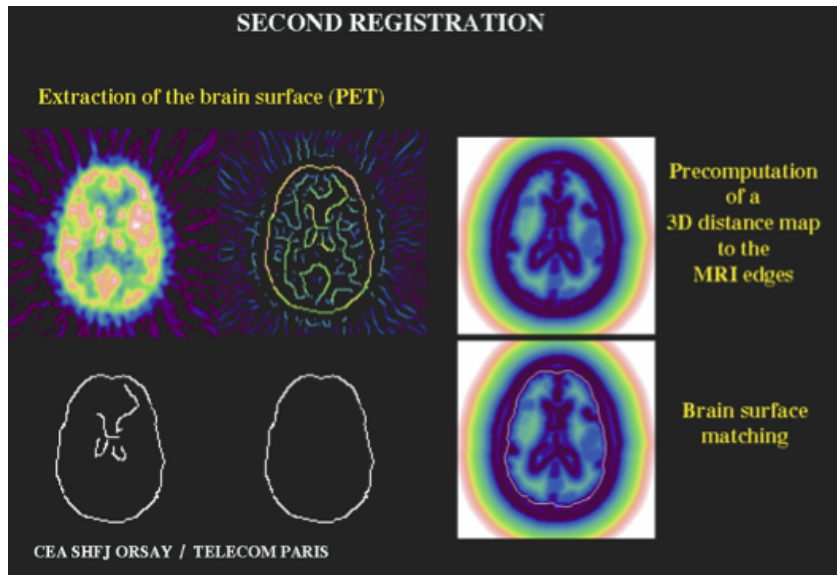 SECOND REGISTRATION
Extraction of the brain surface (PET)
Precomputation
of a
3D distance map
to the
MRI edges
Brain surface
matching
CEA SHFJ ORSAY / TELECOM PARIS